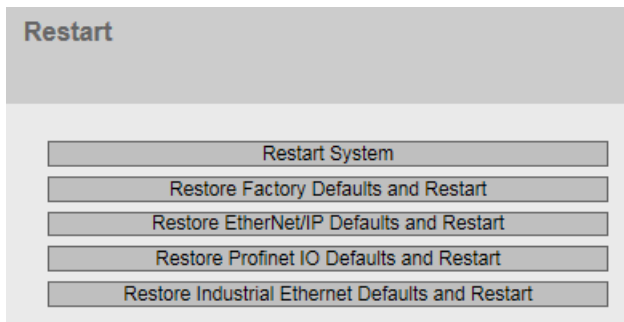 Restart
Restart System
Restore Factory Defaults and Restart
Restore EtherNet/IP Defaults and Restart
Restore Profinet IO Defaults and Restart
Restore Industrial Ethernet Defaults and Restart